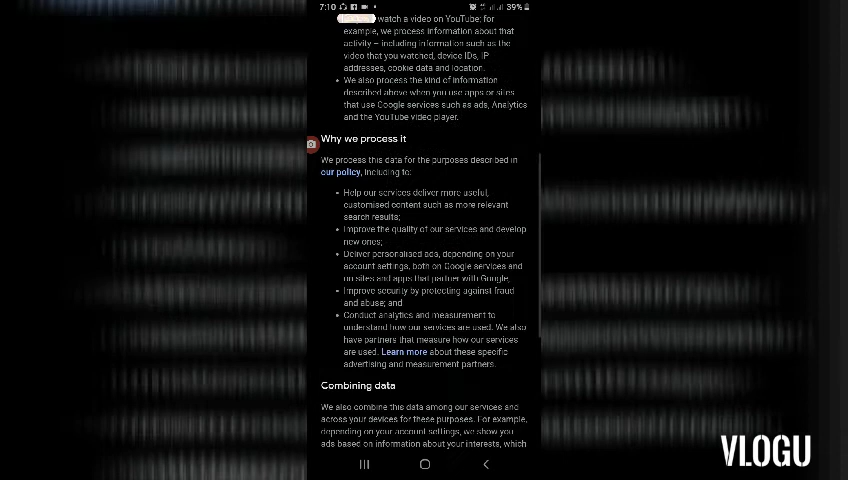 7:10
39%
watch a video on YouTube: for
example, we process information about that
activity – including information such as the
video that you watched, device IDs, IP
addresses, cookie data and location.
• We also process the kind of information
described above when you use apps or sites
that use Google services such as ads, Analytics
and the YouTube video player.
Why we process it
We process this data for the purposes described in
our policy, including to:
• Help our services deliver more useful,
customised content such as more relevant
search results;
• Improve the quality of our services and develop
new ones;
• Deliver personalised ads, depending on your
account settings, both on Google services and
on sites and apps that partner with Google;
• Improve security by protecting against fraud
and abuse; and
• Conduct analytics and measurement to
understand how our services are used. We also
have partners that measure how our services
are used. Learn more about these specific
advertising and measurement partners.
Combining data
We also combine this data among our services and
across your devices for these purposes. For example,
depending on your account settings, we show you
ads based on information about your interests, which
VLOGU